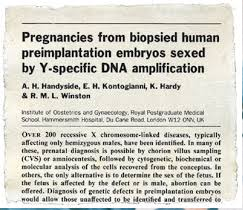 Pregnancies from biopsied human
preimplantation embryos sexed
by Y-specific DNA amplification
A. H. Handyside, E. H. Kontogianni, K. Hardy
& R. M. L. Winston
Institute of Obstetrics and Gynaecology, Royal Postgraduate Medical
School, Hammersmith Hospital, Du Cane Road, London W12 0NN, UK
OVER 200 recessive X chromosome-linked diseases, typically
affecting only hemizygous males, have been identified. In many of
these, prenatal diagnosis is possible by chorion villus sampling
(CVS) or amniocentesis, followed by cytogenetic, biochemical or
molecular analysis of the cells recovered from the conceptus. In
others, the only alternative is to determine the sex of the fetus. If
the fetus is affected by the defect or is male, abortion can be
offered. Diagnosis of genetic defects in preimplantation embryos
would allow those unaffected to be identified and transferred to